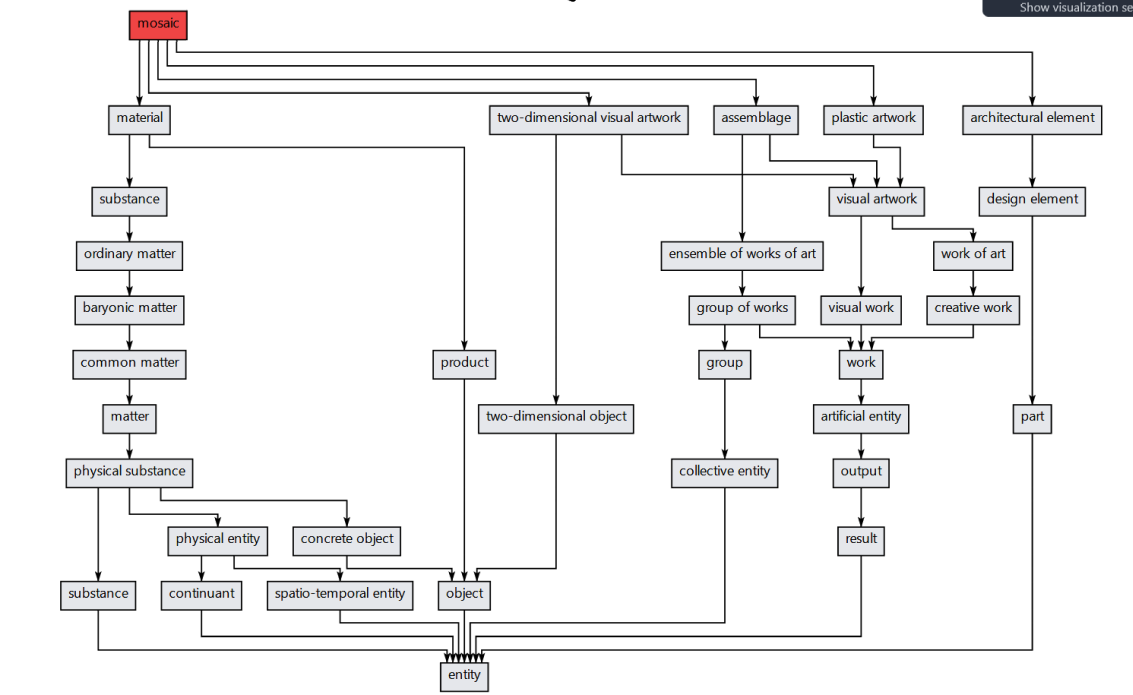 Show visualization se
mosaic
material
two-dimensional visual artwork
assemblage
plastic artwork
architectural element
substance
visual artwork
design element
ordinary matter
ensemble of works of art
work of art
baryonic matter
group of works
visual work
creative work
common matter
product
group
work
matter
two-dimensional object
artificial entity
part
physical substance
collective entity
output
physical entity
concrete object
result
substance
continuant
spatio-temporal entity
object
entity